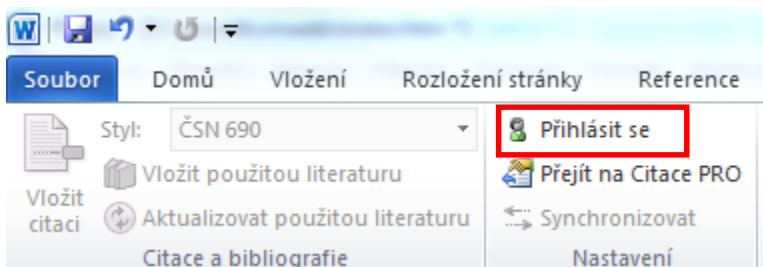 W
Soubor Domů Vložení Rozložení stránky Reference
Styl: ČSN 690
Vložit použitou literaturu
Aktualizovat použitou literaturu
Vložit
citaci
Citace a bibliografie
Přihlásit se
Přejít na Citace PRO
Synchronizovat
Nastavení